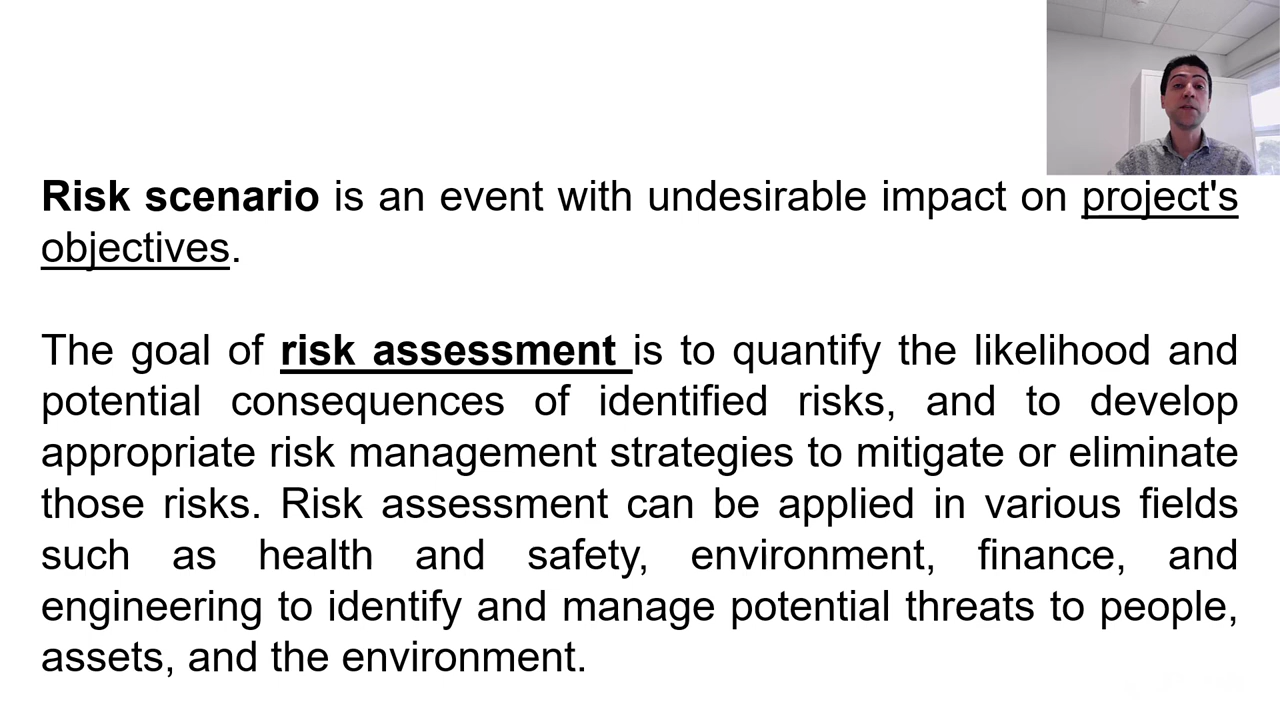 Risk scenario is an event with undesirable impact on project's
objectives.
The goal of risk assessment is to quantify the likelihood and
potential consequences of identified risks, and to develop
appropriate risk management strategies to mitigate or eliminate
those risks. Risk assessment can be applied in various fields
such as health and safety, environment, finance, and
engineering to identify and manage potential threats to people,
assets, and the environment.